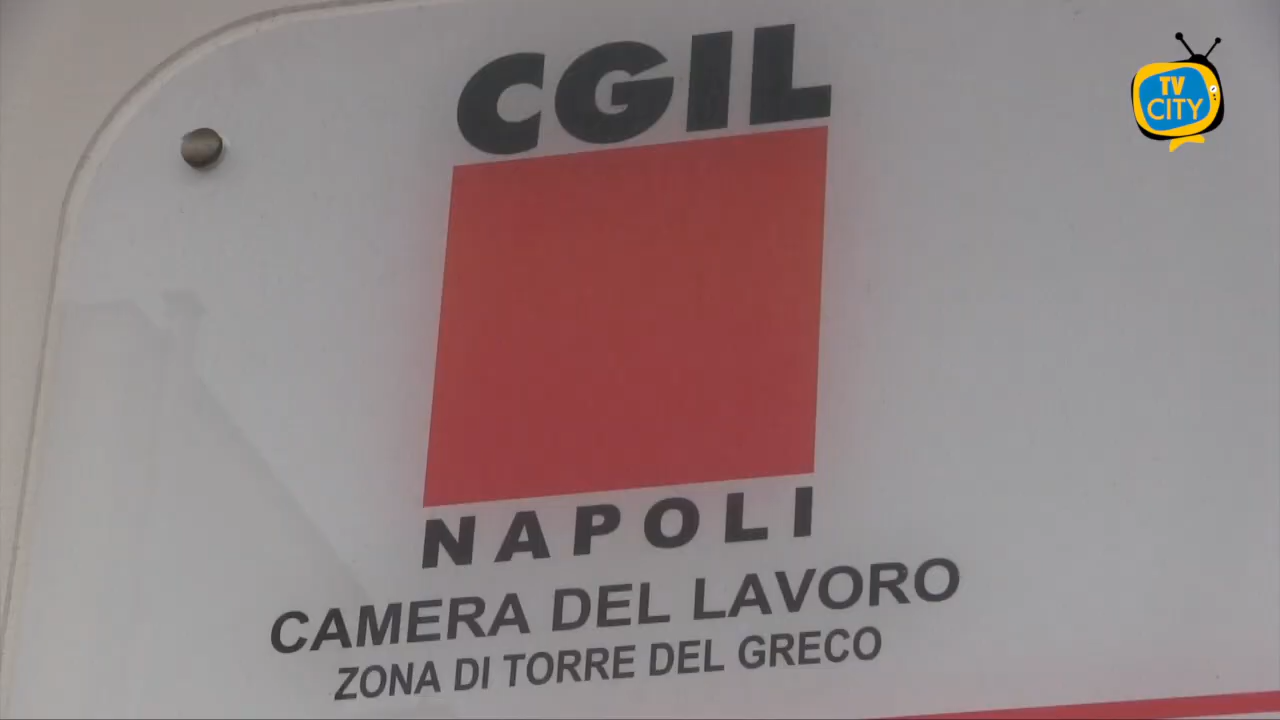 CGIL
NAPOLI
CAMERA DEL LAVORO
ZONA DI TORRE DEL GRECO
TV
CITY